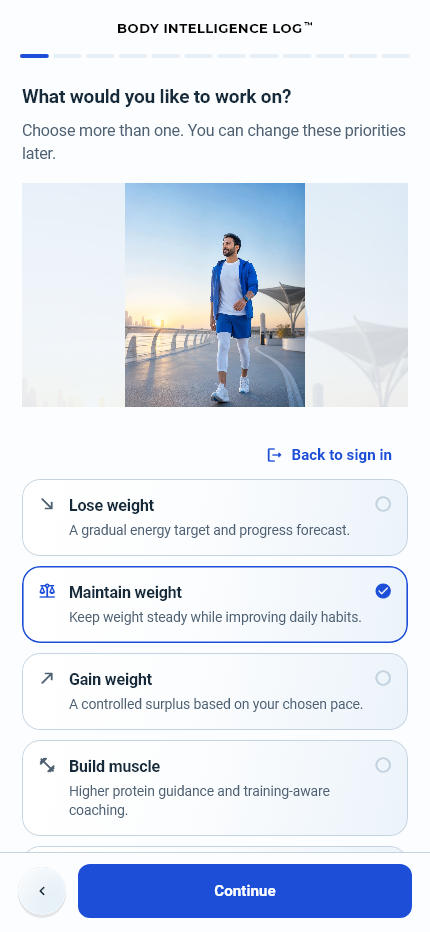 BODY INTELLIGENCE LOG™
What would you like to work on?
Choose more than one. You can change these priorities
later.
Back to sign in
Lose weight
A gradual energy target and progress forecast.
Maintain weight
Keep weight steady while improving daily habits.
Gain weight
A controlled surplus based on your chosen pace.
Build muscle
Higher protein guidance and training-aware
coaching.
Continue